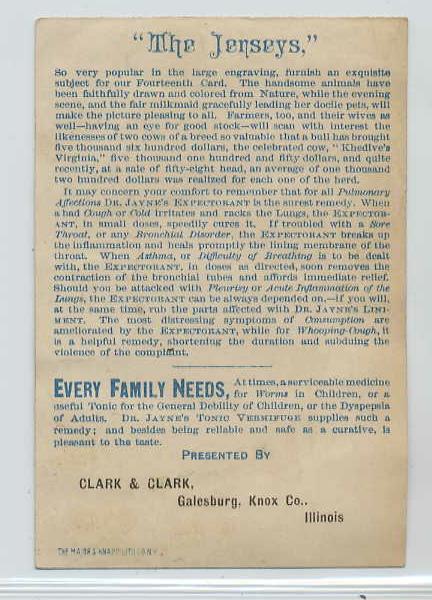 "The Jerseys,"
So very popular in the large engraving, furnish an exquisite
subject for our Fourteenth Card. The handsome animals have
been faithfully drawn and colored from Nature, while the evening
scene, and the fair milkmaid gracefully leading her docile pets, will
make the picture pleasing to all. Farmers, too, and their wives as
well—having an eye for good stock—will scan with interest the
likenesses of two cows of a breed so valuable that a bull has brought
five thousand six hundred dollars, the celebrated cow, "Khedive's
Virginia," five thousand one hundred and fifty dollars, and quite
recently, at a sale of fifty-eight head, an average of one thousand
two hundred dollars was realized for each one of the herd.
It may concern your comfort to remember that for all Pulmonary
Affections DR. JAYNE'S EXPECTORANT is the surest remedy. When
a bad Cough or Cold irritates and racks the Lungs, the EXPECTOR-
ANT, in small doses, speedily cures it. If troubled with a Sore
Throat, or any Bronchial Disorder, the EXPECTORANT breaks up
the inflammation and heals promptly the lining membrane of the
throat. When Asthma, or Difficulty of Breathing is to be dealt
with, the EXPECTORANT, in doses as directed, soon removes the
contraction of the bronchial tubes and affords immediate relief.
Should you be attacked with Pleurisy or Acute Inflammation of the
Lungs, the EXPECTORANT can be always depended on,—if you will,
at the same time, rub the parts affected with DR. JAYNE'S LINI-
MENT. The most distressing symptoms of Consumption are
ameliorated by the EXPECTORANT, while for Whooping-Cough, it
is a helpful remedy, shortening the duration and subduing the
violence of the complaint.
EVERY FAMILY NEEDS, At times, a serviceable medicine
for Worms in Children, or a
useful Tonic for the General Debility of Children, or the Dyspepsia
of Adults. DR. JAYNE'S TONIC VERMIFUGE supplies such a
remedy; and besides being reliable and safe as a curative, is
pleasant to the taste.
PRESENTED BY
CLARK & CLARK,
Galesburg, Knox Co..
Illinois
THE MAJOR & KNAPP LITH CO. N.Y.